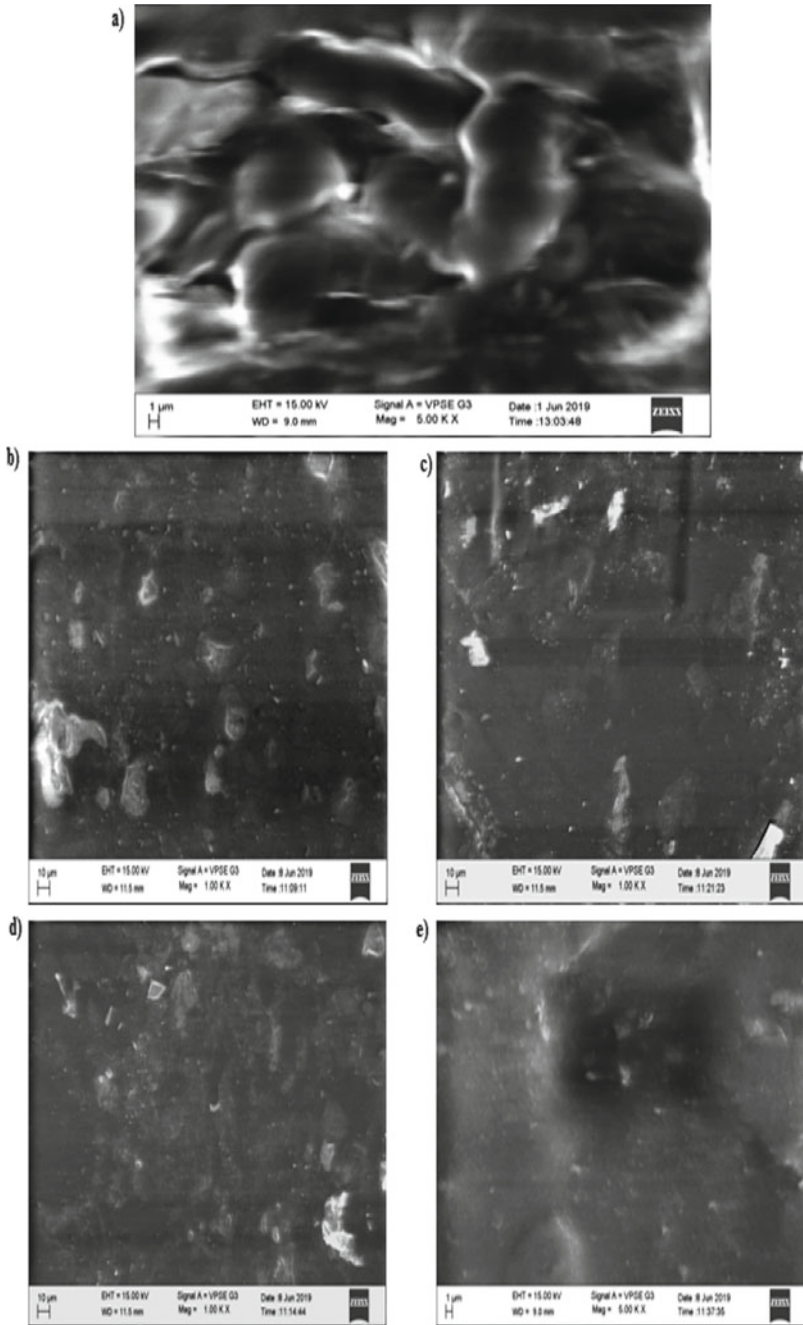 a)
1 µm EHT = 15.00 kV Signal A = VPSE G3 Date :1 Jun 2019 ZEISS
WD = 9.0 mm Mag = 5.00 K X Time :13:03:48
b)
10 µm EHT = 15.00 kV Signal A = VPSE G3 Date :8 Jun 2019 ZEISS
WD = 11.5 mm Mag = 1.00 K X Time :11:09:11
c)
10 µm EHT = 15.00 kV Signal A = VPSE G3 Date :8 Jun 2019 ZEISS
WD = 11.5 mm Mag = 1.00 K X Time :11:21:23
d)
10 µm EHT = 15.00 kV Signal A = VPSE G3 Date :8 Jun 2019 ZEISS
WD = 11.5 mm Mag = 1.00 K X Time :11:14:44
e)
1 µm EHT = 15.00 kV Signal A = VPSE G3 Date :8 Jun 2019 ZEISS
WD = 9.0 mm Mag = 5.00 K X Time :11:37:35